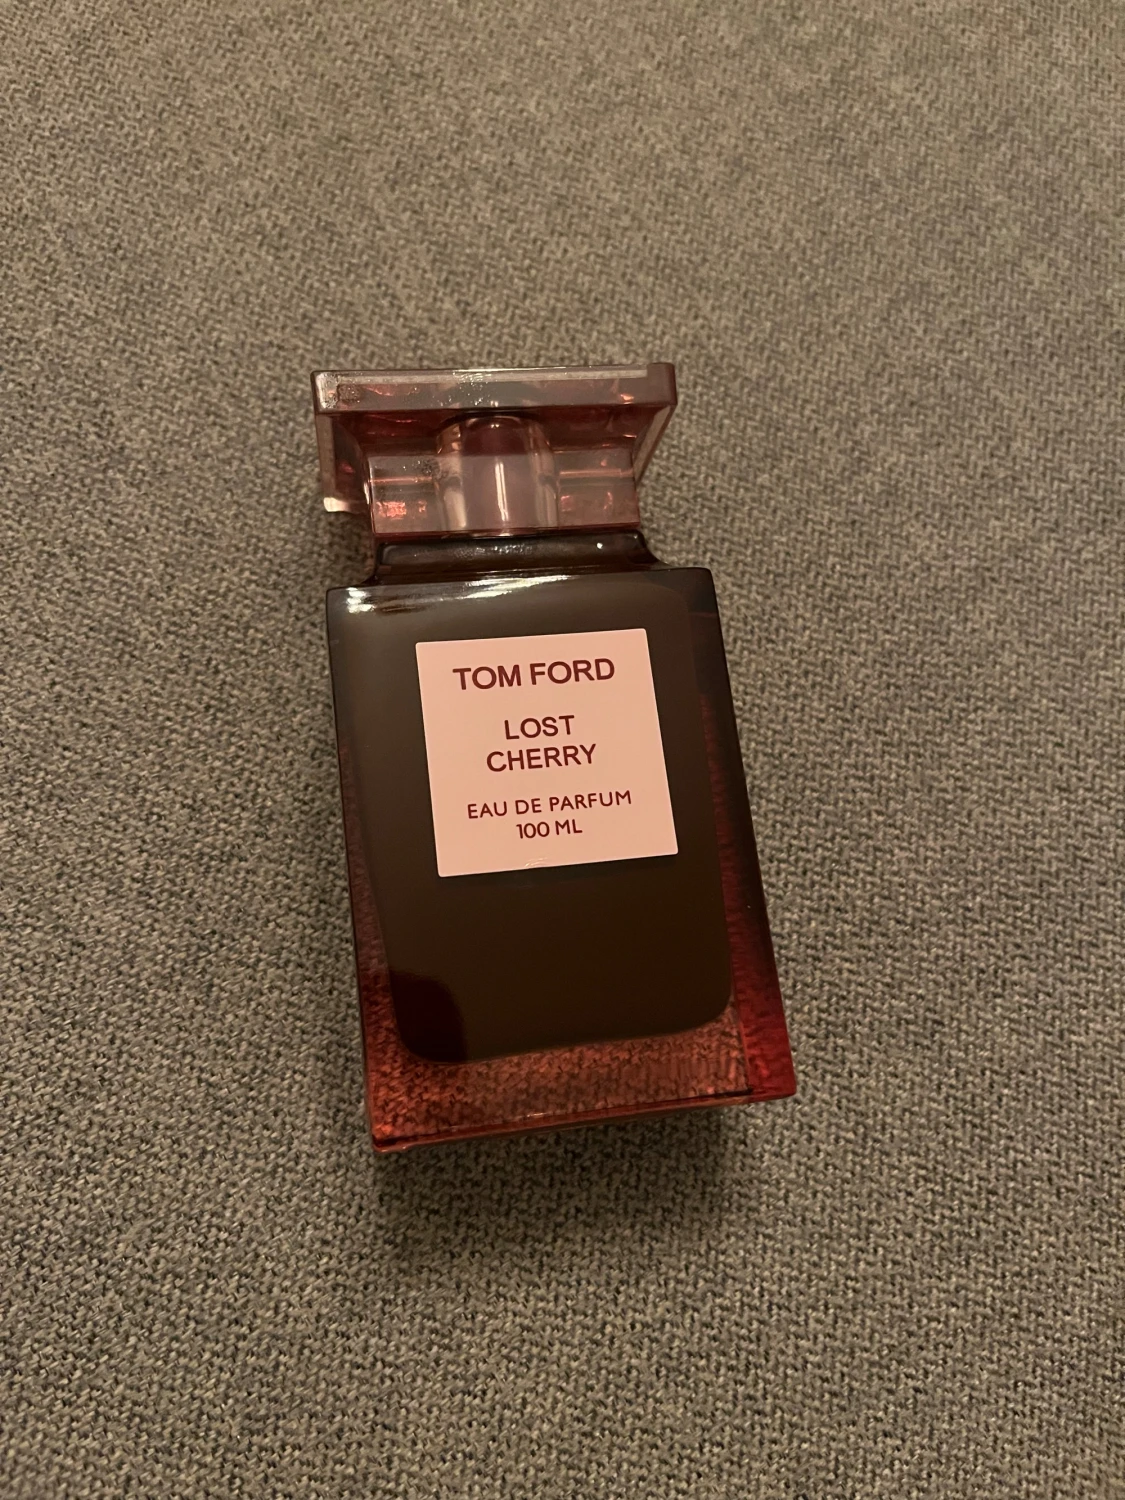 TOM FORD
LOST
CHERRY
EAU DE PARFUM
100 ML